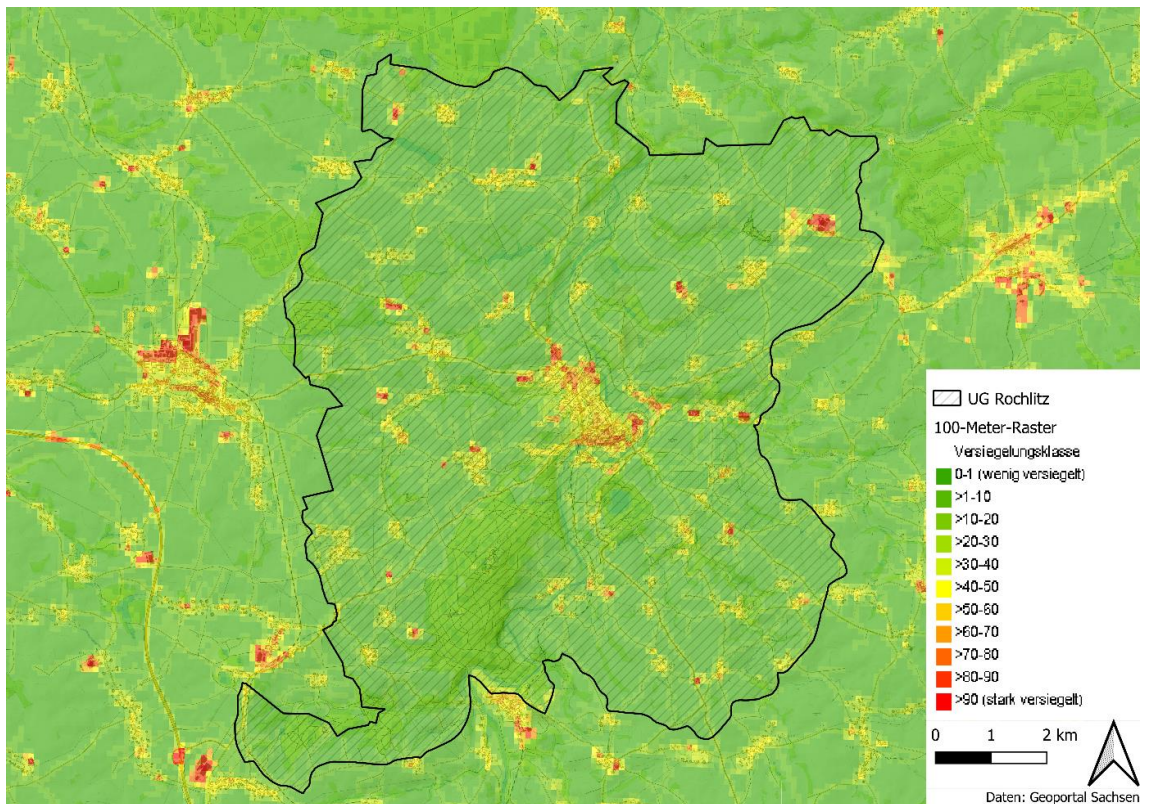 UG Rochlitz
100-Meter-Raster
Versiegelungsklasse
0-1 (wenig versiegelt)
>1-10
>10-20
>20-30
>30-40
>40-50
>50-60
>60-70
>70-80
>80-90
>90 (stark versiegelt)
0 1 2 km
Daten: Geoportal Sachsen